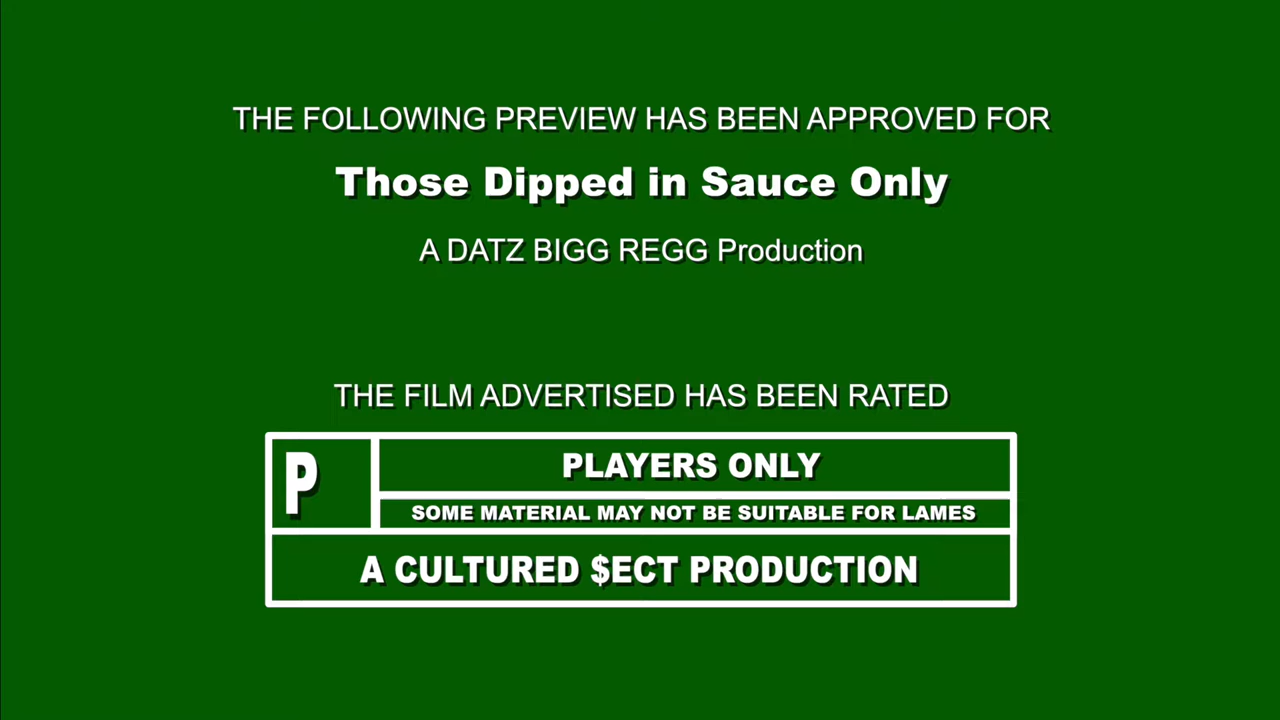 THE FOLLOWING PREVIEW HAS BEEN APPROVED FOR
Those Dipped in Sauce Only
A DATZ BIGG REGG Production
THE FILM ADVERTISED HAS BEEN RATED
P
PLAYERS ONLY
SOME MATERIAL MAY NOT BE SUITABLE FOR LAMES
A CULTURED $ECT PRODUCTION